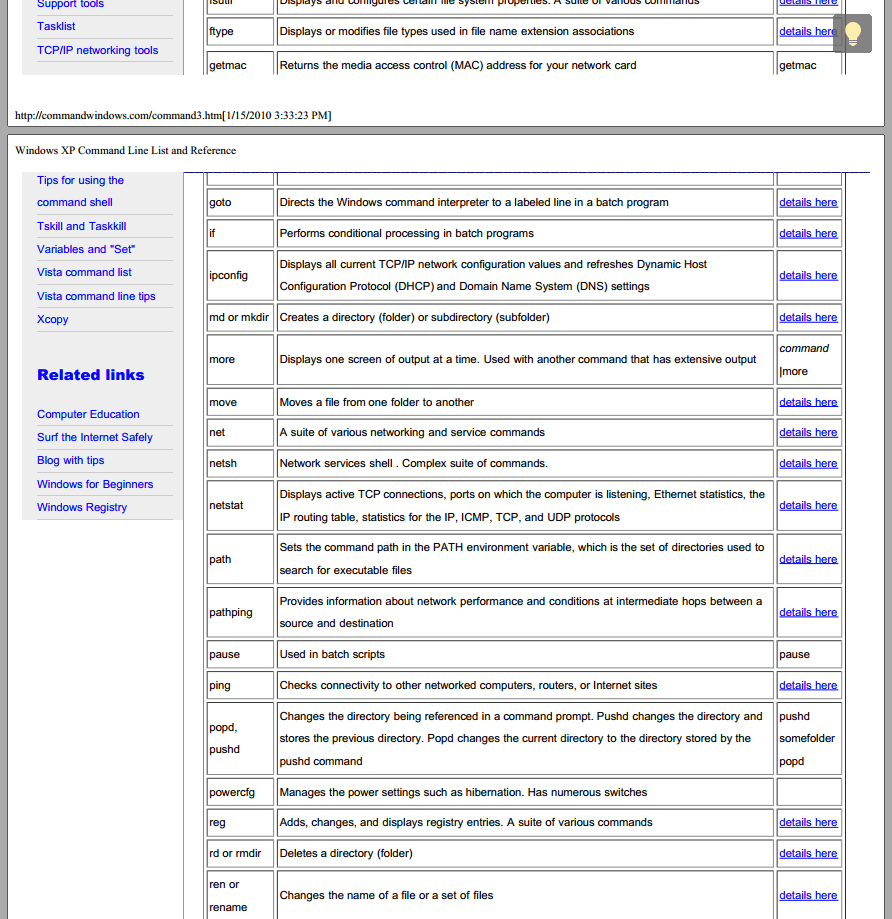 Support tools
Tasklist
TCP/IP networking tools
fsutil Displays and configures certain file system properties. A suite of various commands details here
ftype Displays or modifies file types used in file name extension associations details here
getmac Returns the media access control (MAC) address for your network card getmac
http://commandwindows.com/command3.htm[1/15/2010 3:33:23 PM]
Windows XP Command Line List and Reference
Tips for using the
command shell
Tskill and Taskkill
Variables and "Set"
Vista command list
Vista command line tips
Xcopy
Related links
Computer Education
Surf the Internet Safely
Blog with tips
Windows for Beginners
Windows Registry
goto Directs the Windows command interpreter to a labeled line in a batch program details here
if Performs conditional processing in batch programs details here
ipconfig Displays all current TCP/IP network configuration values and refreshes Dynamic Host
Configuration Protocol (DHCP) and Domain Name System (DNS) settings details here
md or mkdir Creates a directory (folder) or subdirectory (subfolder) details here
more Displays one screen of output at a time. Used with another command that has extensive output command
|more
move Moves a file from one folder to another details here
net A suite of various networking and service commands details here
netsh Network services shell . Complex suite of commands. details here
netstat Displays active TCP connections, ports on which the computer is listening, Ethernet statistics, the
IP routing table, statistics for the IP, ICMP, TCP, and UDP protocols details here
path Sets the command path in the PATH environment variable, which is the set of directories used to
search for executable files details here
pathping Provides information about network performance and conditions at intermediate hops between a
source and destination details here
pause Used in batch scripts pause
ping Checks connectivity to other networked computers, routers, or Internet sites details here
popd,
pushd
Changes the directory being referenced in a command prompt. Pushd changes the directory and
stores the previous directory. Popd changes the current directory to the directory stored by the
pushd command
pushd
somefolder
popd
powercfg Manages the power settings such as hibernation. Has numerous switches
reg Adds, changes, and displays registry entries. A suite of various commands details here
rd or rmdir Deletes a directory (folder) details here
ren or
rename
Changes the name of a file or a set of files details here